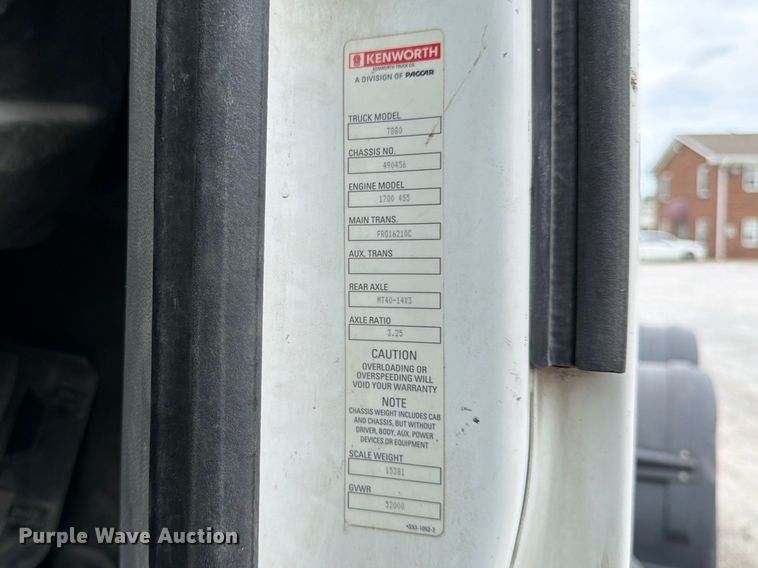 KENWORTH
KENWORTH TRUCK CO.
A DIVISION OF PACCAR
TRUCK MODEL
T880
CHASSIS NO.
490456
ENGINE MODEL
1700 455
MAIN TRANS.
FRO16210C
AUX. TRANS
REAR AXLE
MT40-14X3
AXLE RATIO
3.25
CAUTION
OVERLOADING OR
OVERSPEEDING WILL
VOID YOUR WARRANTY
NOTE
CHASSIS WEIGHT INCLUDES CAB
AND CHASSIS, BUT WITHOUT
DRIVER, BODY, AUX. POWER
DEVICES OR EQUIPMENT
SCALE WEIGHT
15381
GVWR
52000
Purple Wave Auction®